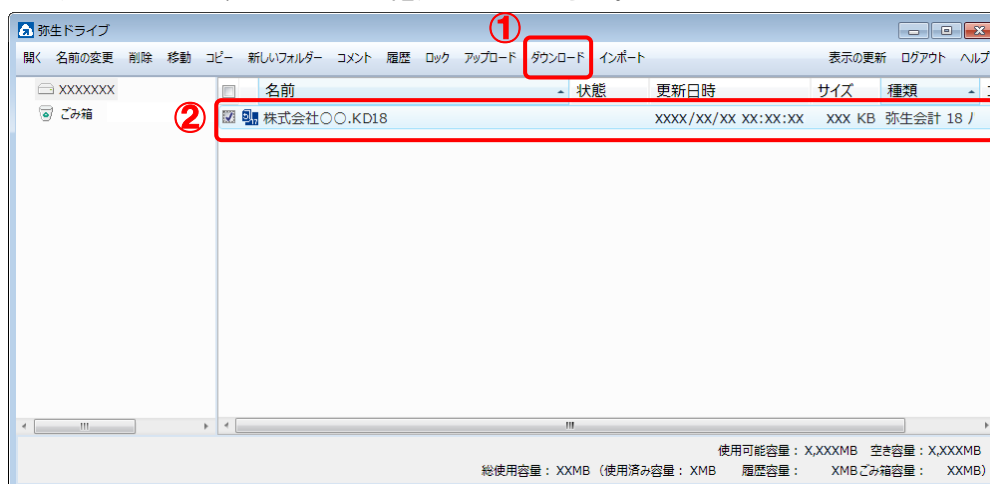 ①
弥生ドライブ
開く 名前の変更 削除 移動 コピー 新しいフォルダー コメント 履歴 ロック アップロード ダウンロード インポート 表示の更新 ログアウト ヘルプ
XXXXXXX 名前 状態 更新日時 サイズ 種類
ごみ箱 ② 株式会社〇〇.KD18 xxxx/xx/xx xx:xx:xx xxx KB 弥生会計 18
使用可能容量： X,XXXMB 空き容量： X,XXXMB
総使用容量： XXMB （使用済み容量： XMB 履歴容量： XMB ごみ箱容量： XXMB）